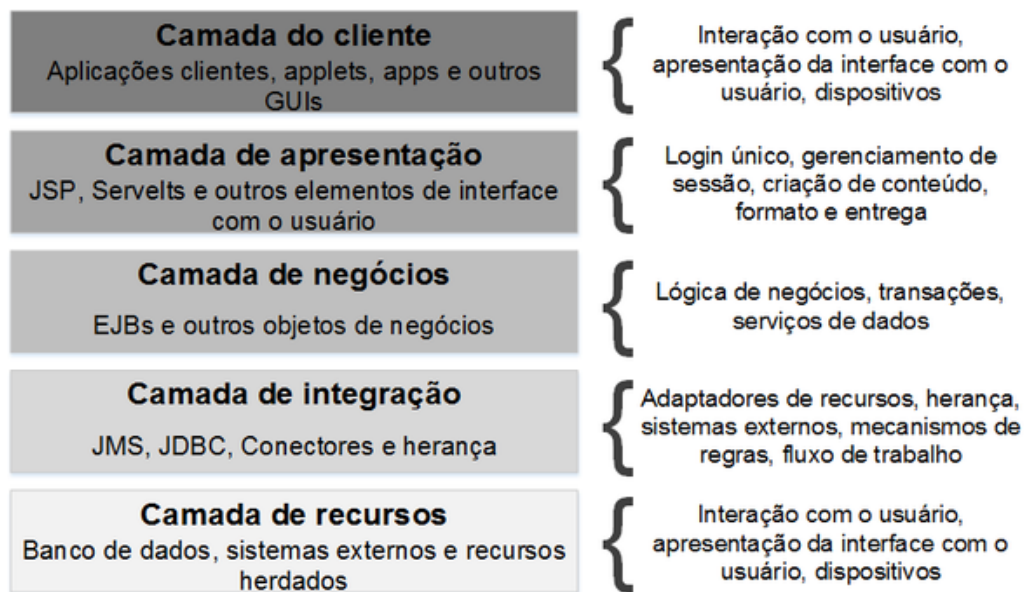 Camada do cliente
Aplicações clientes, applets, apps e outros
GUIs
Interação com o usuário,
apresentação da interface com o
usuário, dispositivos
Camada de apresentação
JSP, Servelts e outros elementos de interface
com o usuário
Login único, gerenciamento de
sessão, criação de conteúdo,
formato e entrega
Camada de negócios
EJBs e outros objetos de negócios
Lógica de negócios, transações,
serviços de dados
Camada de integração
JMS, JDBC, Conectores e herança
Adaptadores de recursos, herança,
sistemas externos, mecanismos de
regras, fluxo de trabalho
Camada de recursos
Banco de dados, sistemas externos e recursos
herdados
Interação com o usuário,
apresentação da interface com o
usuário, dispositivos